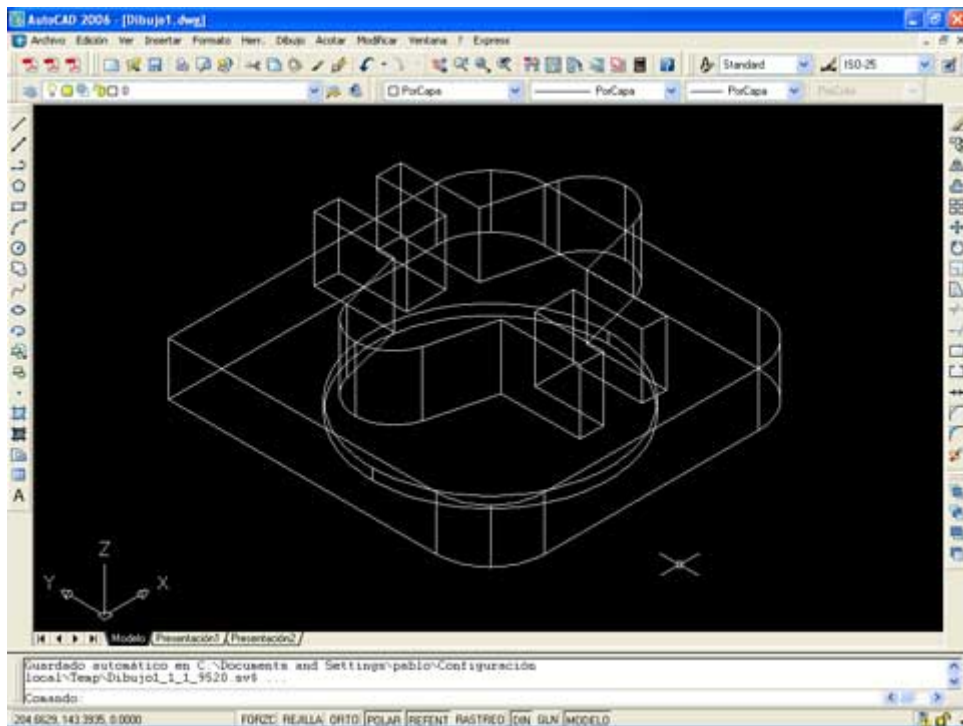 AutoCAD 2006 - [Dibujo1.dwg]
Archivo Edición Ver Insertar Formato Herr. Dibujo Acotar Modificar Ventana ? Express
Standard ISO-25
0 PorCapa PorCapa PorCapa PorColor
Z
Y X
Modelo Presentación1 Presentación2
Guardado automático en C:\Documents and Settings\pablo\Configuración
local\Temp\Dibujo1_1_1_9520.sv$ ...
Comando:
204.6629, 143.3935, 0.0000 FORZC REJILLA ORTO POLAR REFENT RASTREO DIN GLN MODELO
A